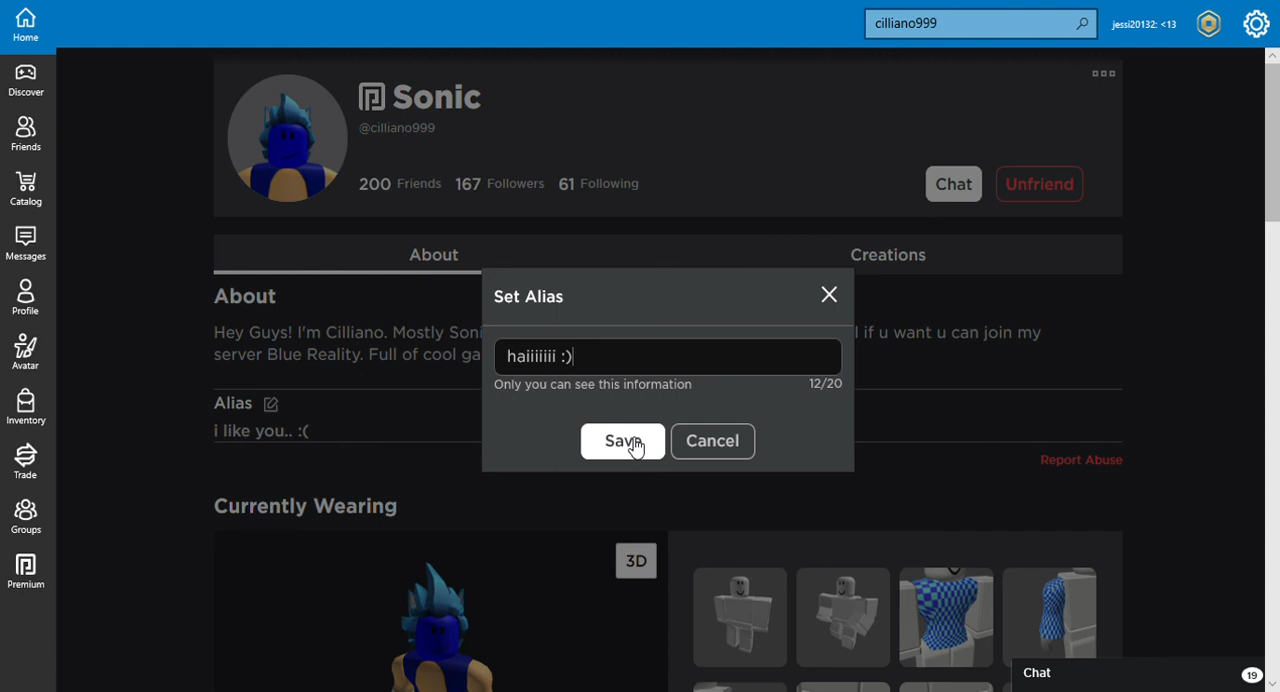 Home
cilliano999
jessi20132: <13
Discover
Friends
Catalog
Messages
Profile
Avatar
Inventory
Trade
Groups
Premium
Sonic
@cilliano999
200 Friends 167 Followers 61 Following
Chat Unfriend
About Creations
About
Hey Guys! I'm Cilliano. Mostly Soni l if u want u can join my
server Blue Reality. Full of cool ga
Set Alias
haiiiiiii :)
Only you can see this information 12/20
Save Cancel
Alias
i like you.. :(
Report Abuse
Currently Wearing
3D
Chat 19